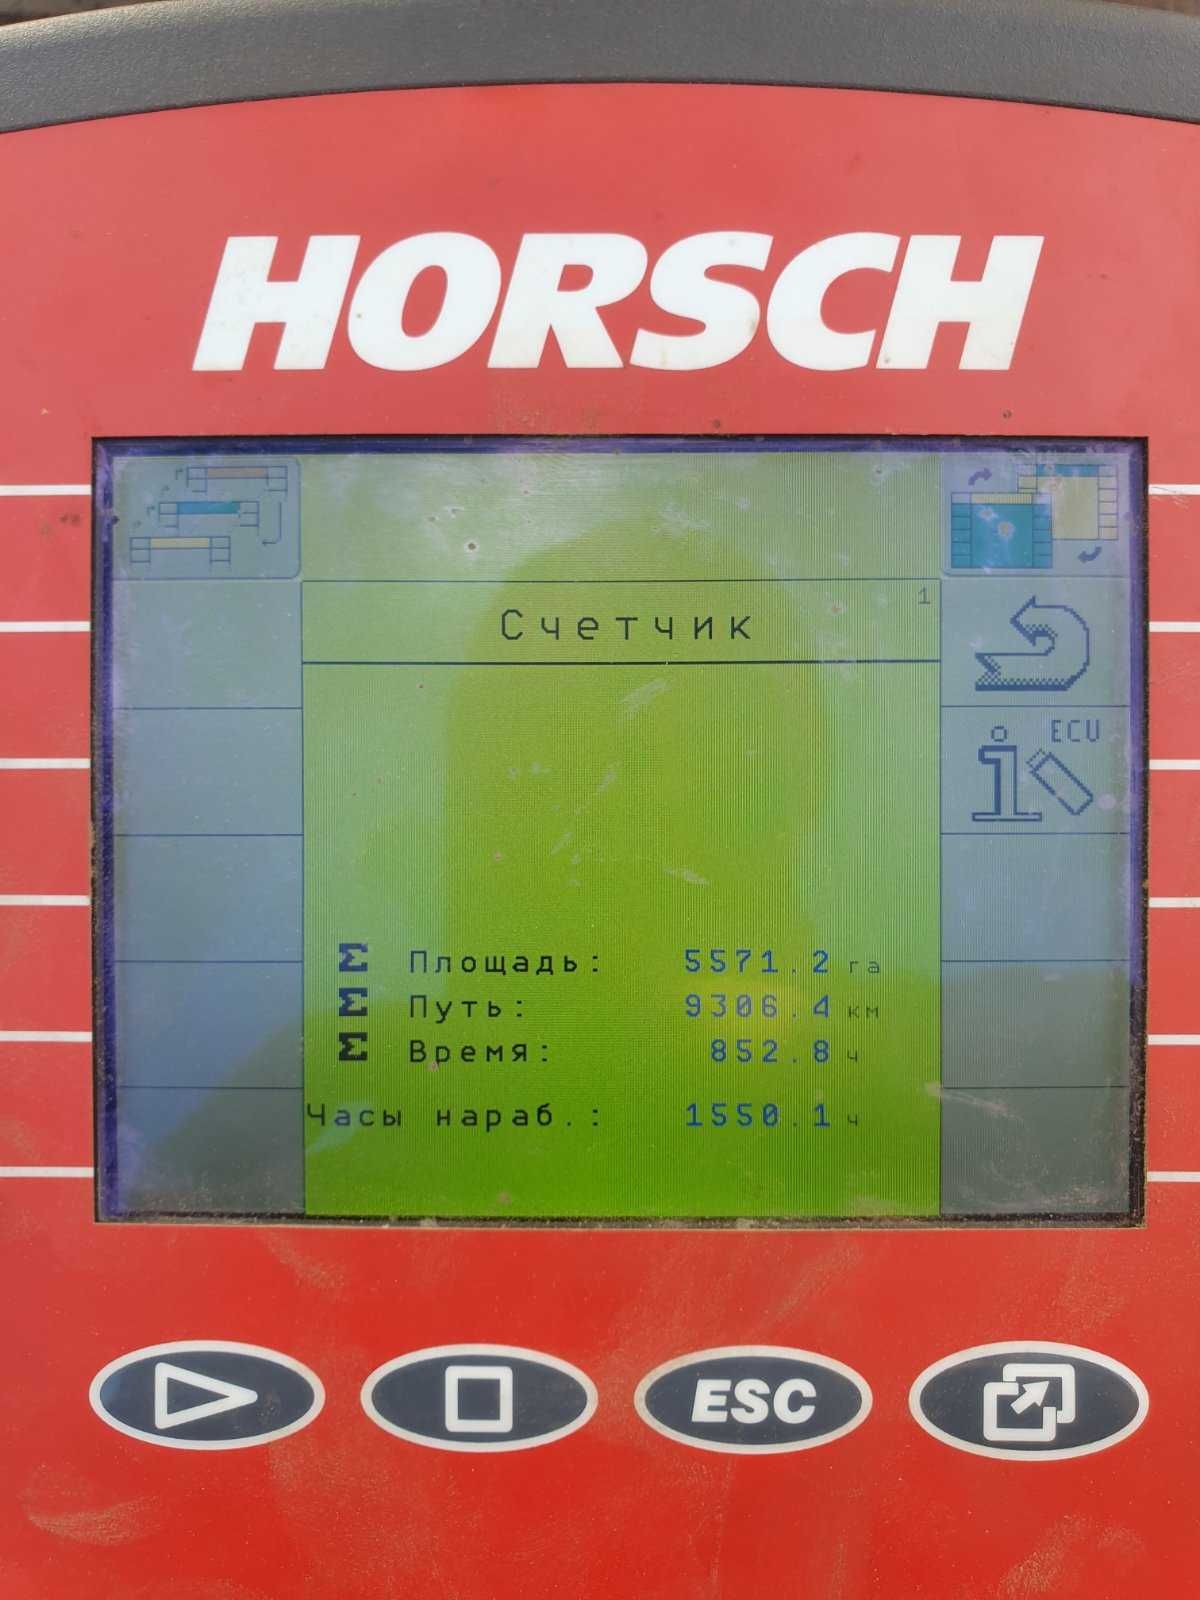 HORSCH
1
Счетчик
ECU
Σ Площадь: 5571.2 га
Σ Путь: 9306.4 км
Σ Время: 852.8 ч
Часы нараб.: 1550.1 ч
ESC